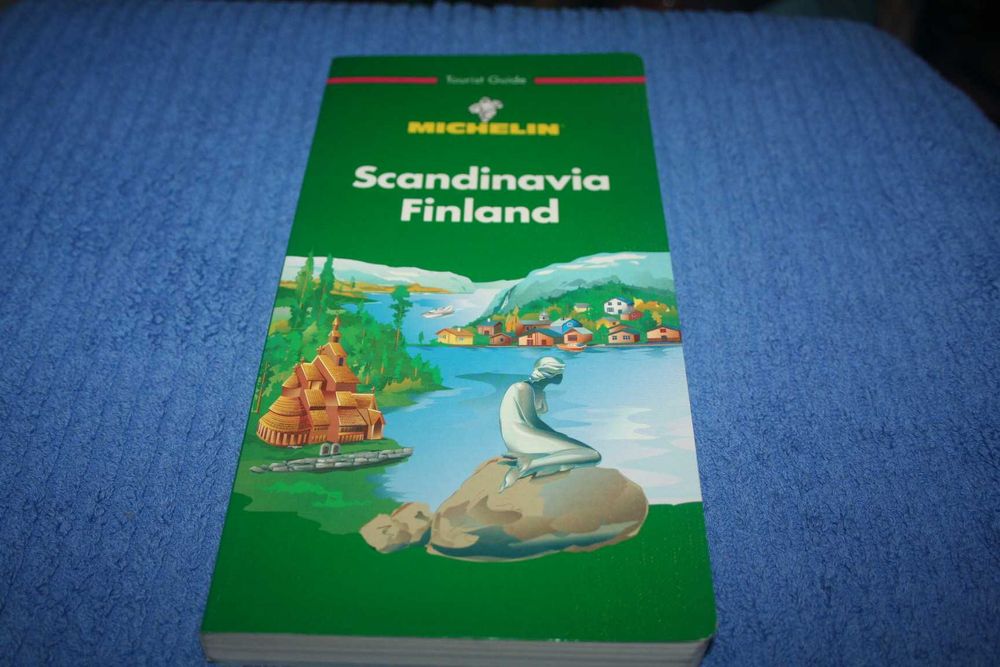 Tourist Guide
MICHELIN
Scandinavia
Finland